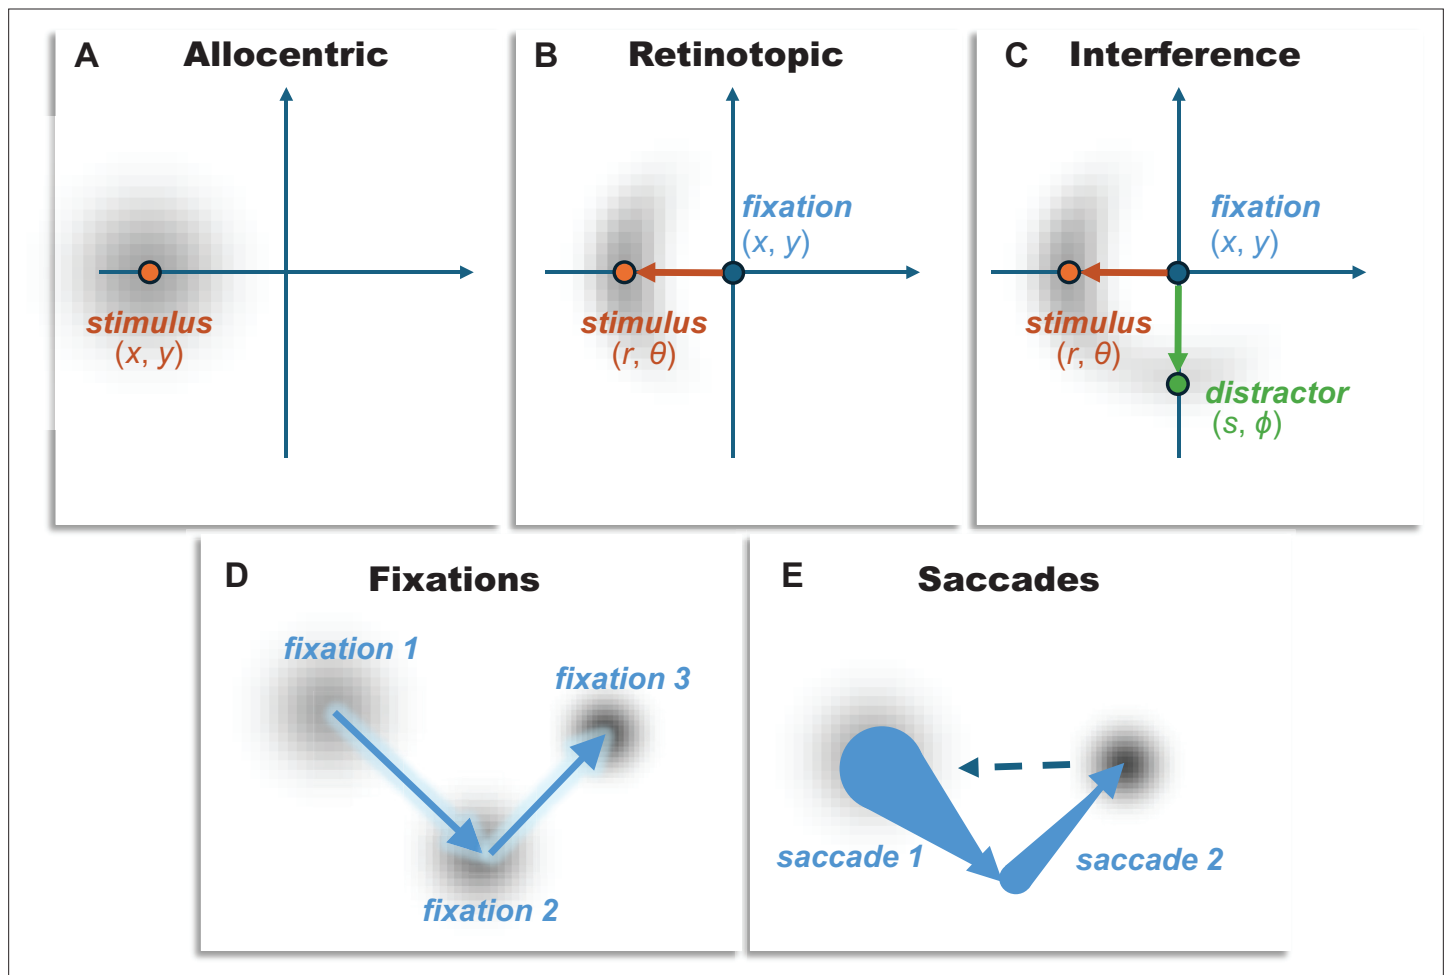 A Allocentric
stimulus
(x, y)
B Retinotopic
fixation
(x, y)
stimulus
(r, θ)
C Interference
fixation
(x, y)
stimulus
(r, θ)
distractor
(s, ϕ)
D Fixations
fixation 1
fixation 3
fixation 2
E Saccades
saccade 1
saccade 2